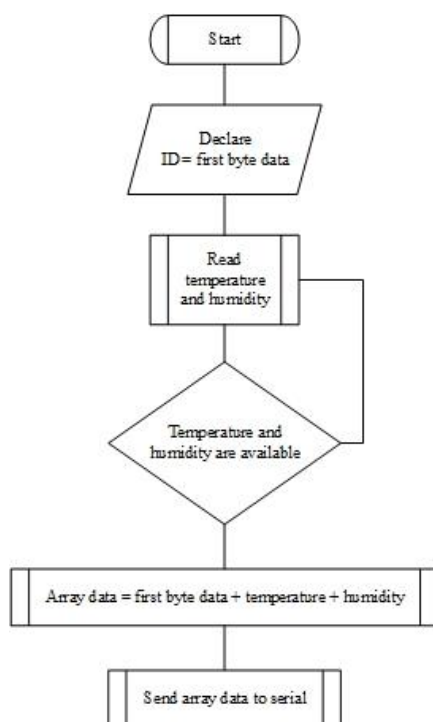 Start
Declare
ID= first byte data
Read
temperature
and humidity
Temperature and
humidity are available
Array data = first byte data + temperature + humidity
Send array data to serial